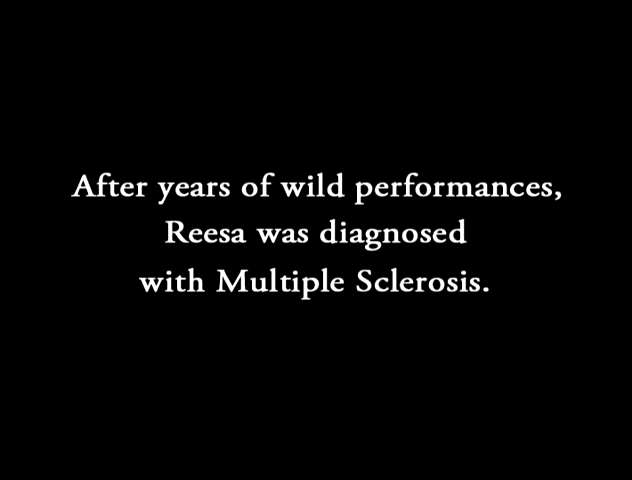 After years of wild performances,
Reesa was diagnosed
with Multiple Sclerosis.